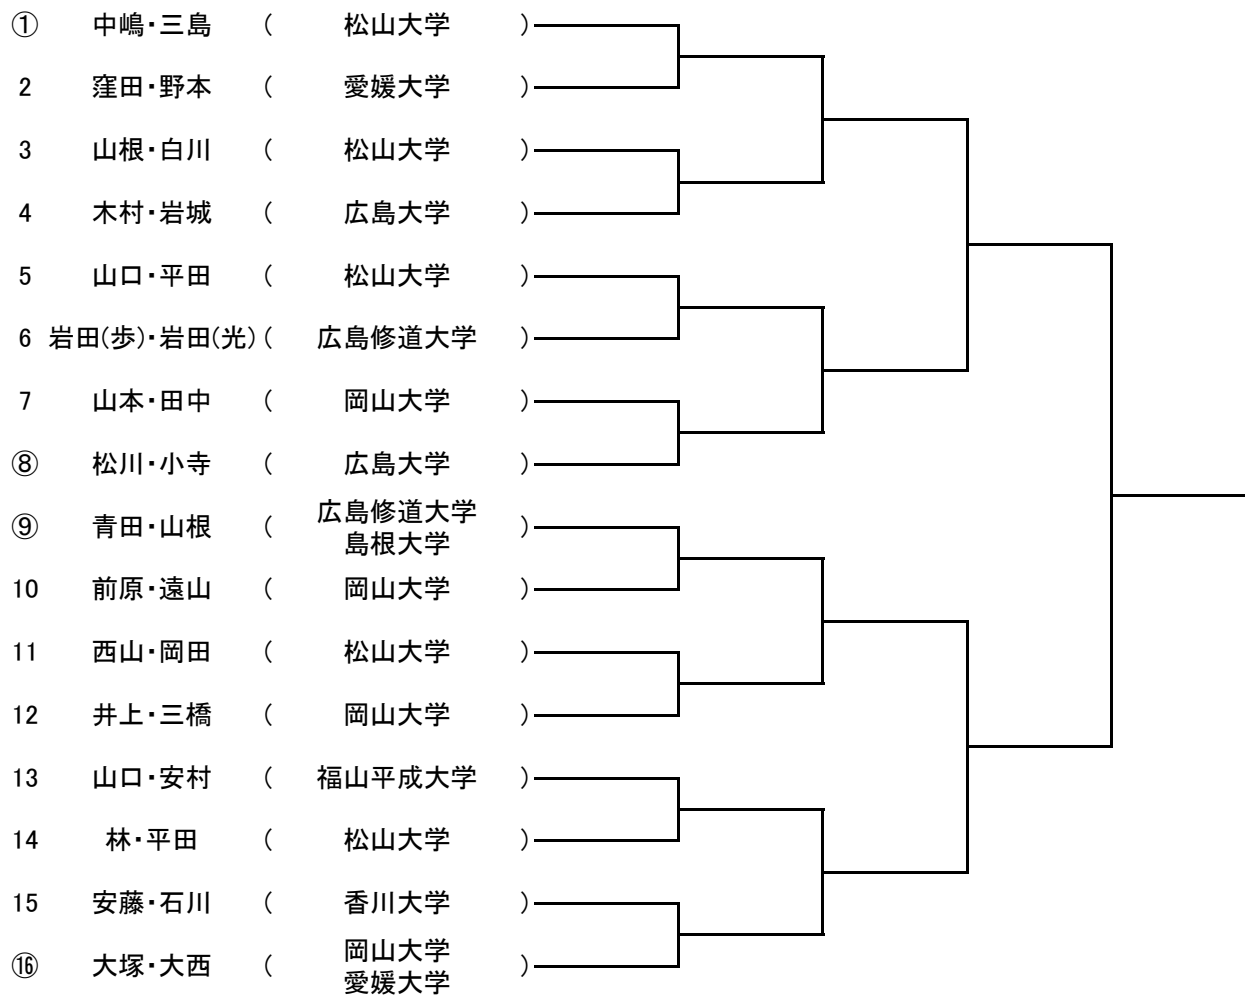 ① 中嶋・三島 ( 松山大学 )
2 窪田・野本 ( 愛媛大学 )
3 山根・白川 ( 松山大学 )
4 木村・岩城 ( 広島大学 )
5 山口・平田 ( 松山大学 )
6 岩田(歩)・岩田(光) ( 広島修道大学 )
7 山本・田中 ( 岡山大学 )
⑧ 松川・小寺 ( 広島大学 )
⑨ 青田・山根 ( 広島修道大学
島根大学 )
10 前原・遠山 ( 岡山大学 )
11 西山・岡田 ( 松山大学 )
12 井上・三橋 ( 岡山大学 )
13 山口・安村 ( 福山平成大学 )
14 林・平田 ( 松山大学 )
15 安藤・石川 ( 香川大学 )
⑯ 大塚・大西 ( 岡山大学
愛媛大学 )